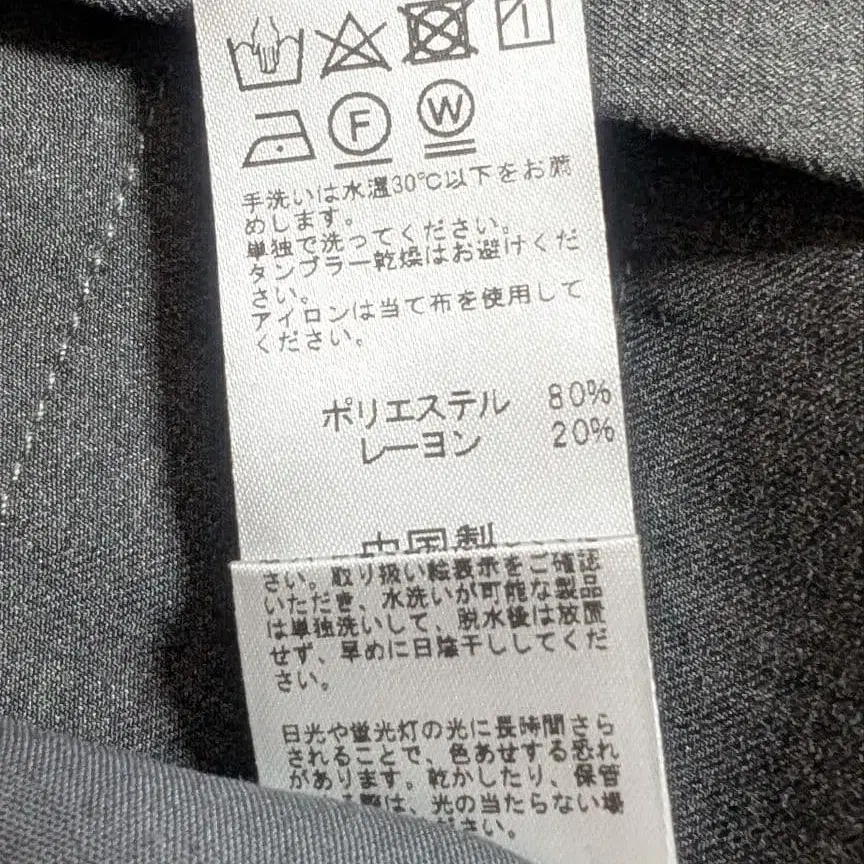 F W
手洗いは水温30℃以下をお薦
めします。
単独で洗ってください。
タンブラー乾燥はお避けくだ
さい。
アイロンは当て布を使用して
ください。
ポリエステル 80%
レーヨン 20%
中国製
さい。取り扱い絵表示をご確認
いただき、水洗いが可能な製品
は単独洗いして、脱水後は放置
せず、早めに日陰干ししてくだ
さい。
日光や蛍光灯の光に長時間さら
されることで、色あせする恐れ
があります。乾かしたり、保管
は、光の当たらない場
ださい。